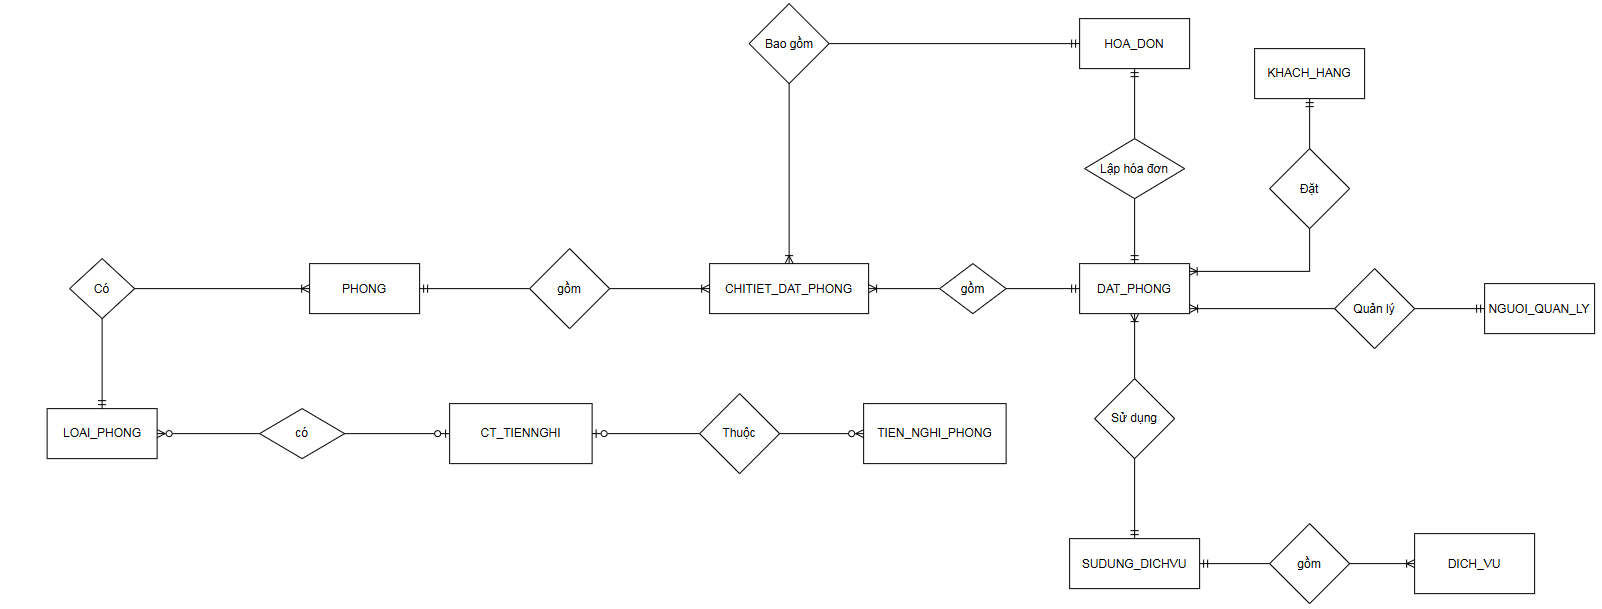 Bao gồm
HOA_DON
KHACH_HANG
Lập hóa đơn
Đặt
Có
PHONG
gồm
CHITIET_DAT_PHONG
gồm
DAT_PHONG
Quản lý
NGUOI_QUAN_LY
LOAI_PHONG
có
CT_TIENNGHI
Thuộc
TIEN_NGHI_PHONG
Sử dụng
SUDUNG_DICHVU
gồm
DICH_VU